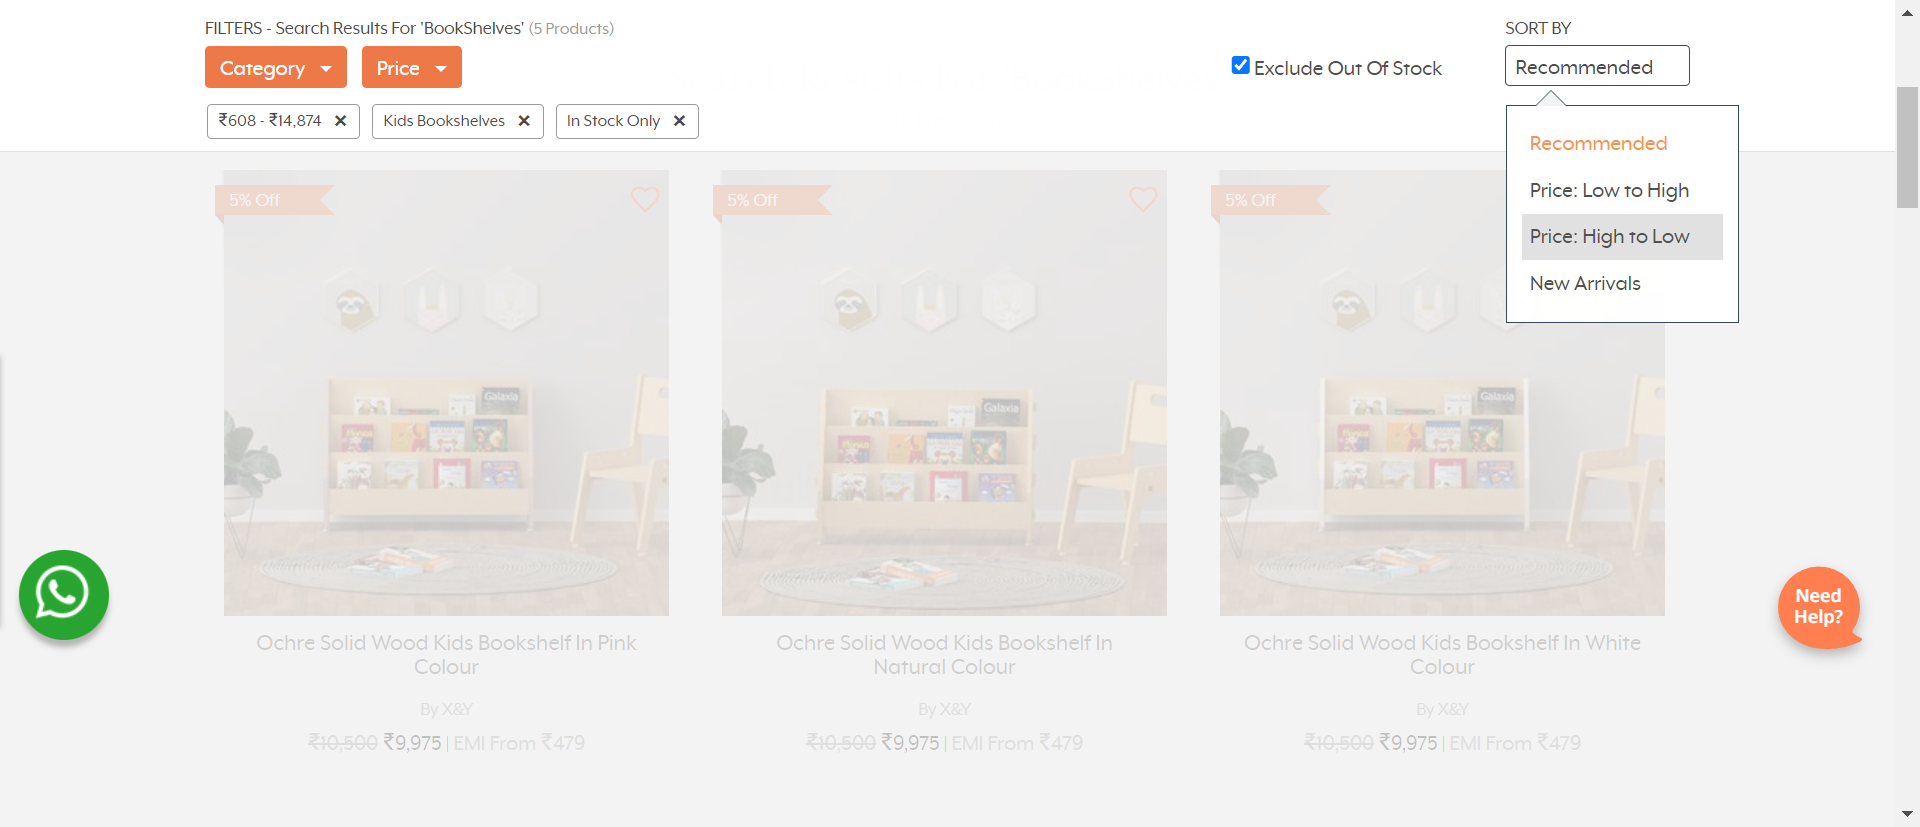 FILTERS - Search Results For 'BookShelves' (5 Products)
SORT BY
Category
Price
Exclude Out Of Stock
Recommended
₹608 - ₹14,874 ✕
Kids Bookshelves ✕
In Stock Only ✕
Recommended
Price: Low to High
Price: High to Low
New Arrivals
5% Off
5% Off
5% Off
Galaxia
Galaxia
Galaxia
Need
Help?
Ochre Solid Wood Kids Bookshelf In Pink
Colour
By X&Y
₹10,500 ₹9,975 | EMI From ₹479
Ochre Solid Wood Kids Bookshelf In
Natural Colour
By X&Y
₹10,500 ₹9,975 | EMI From ₹479
Ochre Solid Wood Kids Bookshelf In White
Colour
By X&Y
₹10,500 ₹9,975 | EMI From ₹479